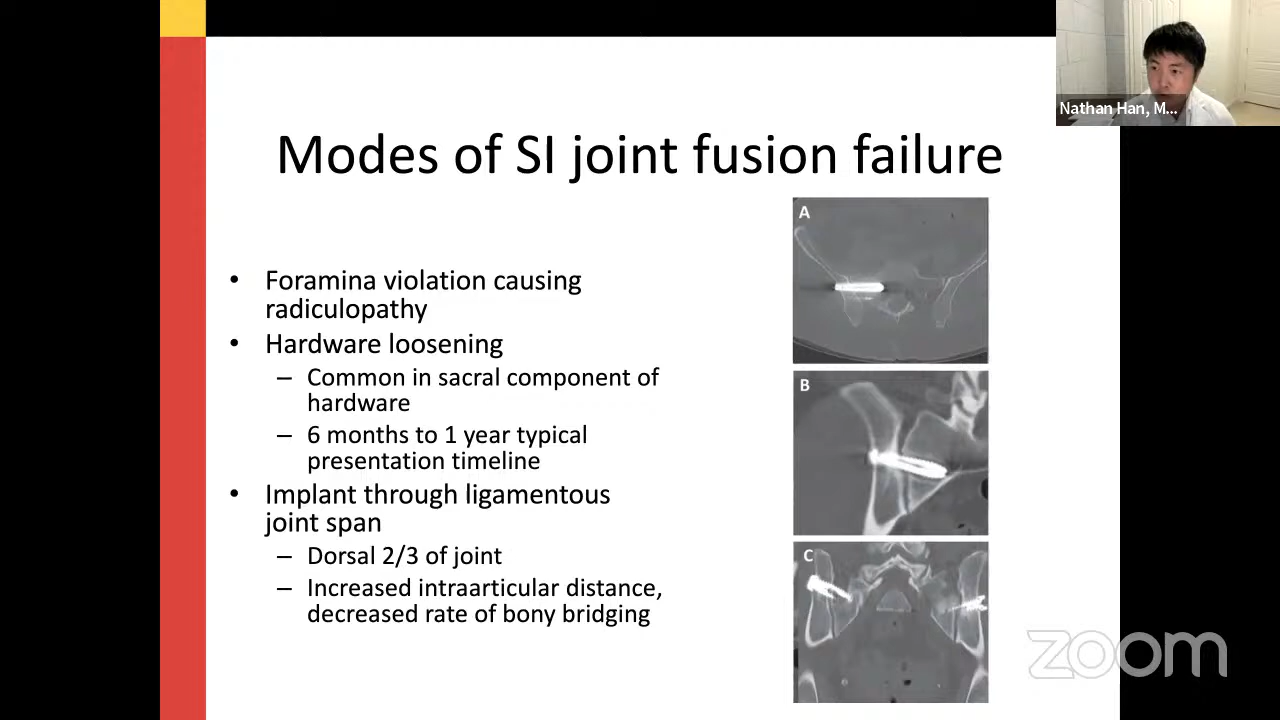 Nathan Han, M...
Modes of SI joint fusion failure
• Foramina violation causing
radiculopathy
• Hardware loosening
– Common in sacral component of
hardware
– 6 months to 1 year typical
presentation timeline
• Implant through ligamentous
joint span
– Dorsal 2/3 of joint
– Increased intraarticular distance,
decreased rate of bony bridging
A
B
C
zoom